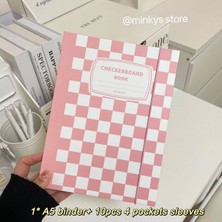 @minkys store
CHECKERBOARD
BOOK
1* A5 binder+ 10pcs 4 pockets sleeves